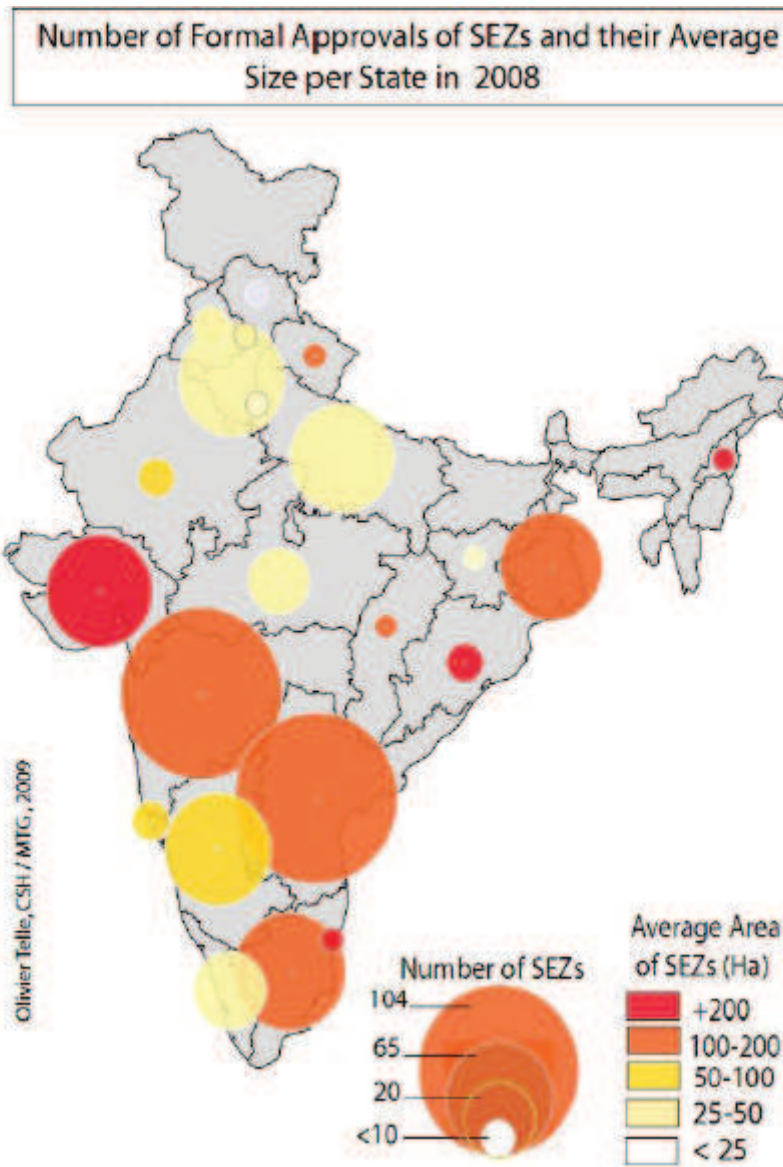 Number of Formal Approvals of SEZs and their Average
Size per State in 2008
Olivier Telle, CSH / MTG, 2009
Number of SEZs
104
65
20
<10
Average Area
of SEZs (Ha)
+200
100-200
50-100
25-50
< 25